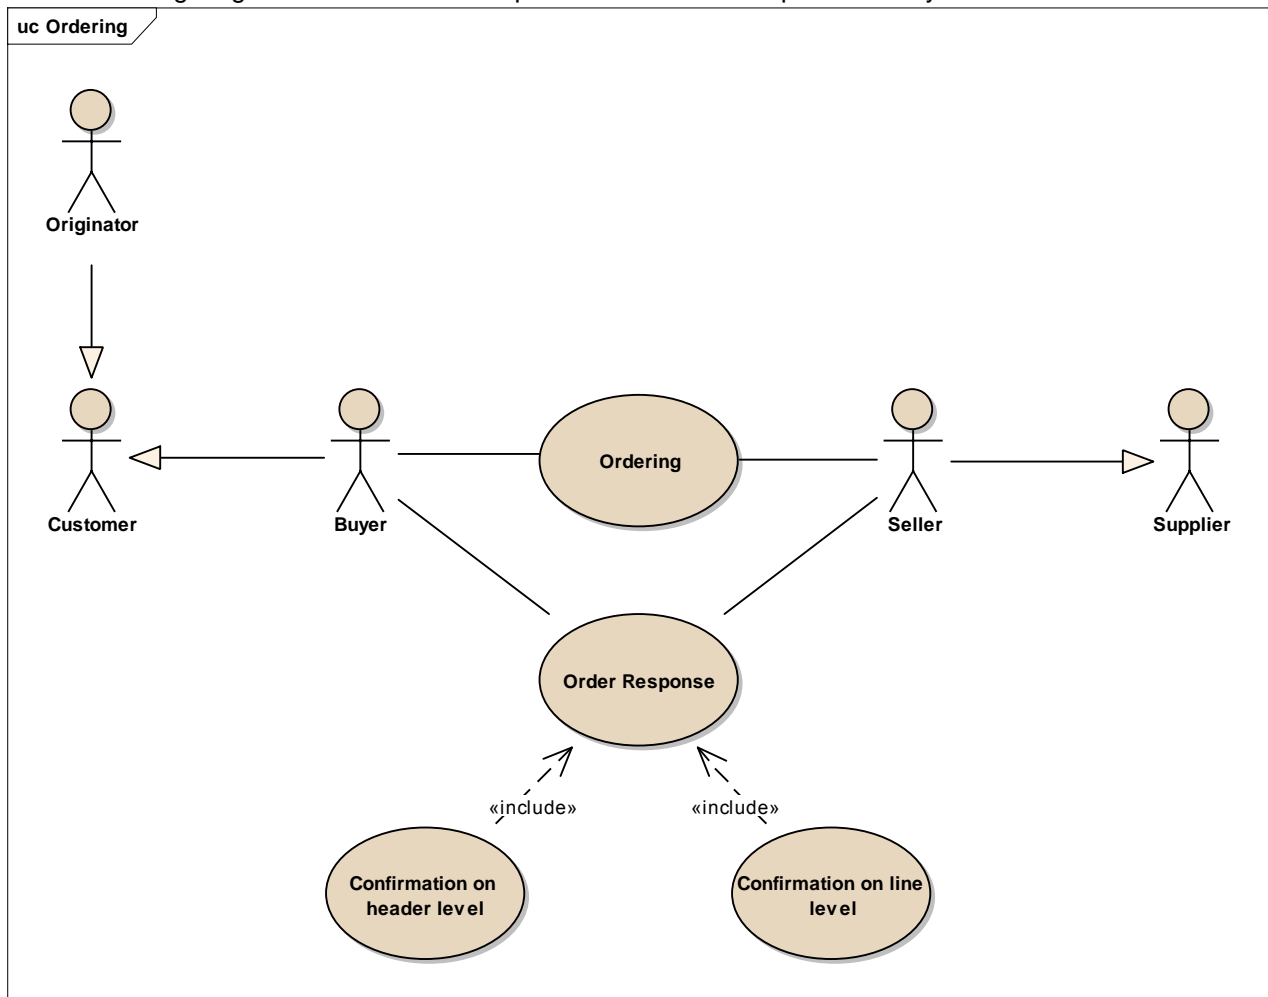 uc Ordering
Originator
Customer
Buyer
Ordering
Seller
Supplier
Order Response
«include»
«include»
Confirmation on
header level
Confirmation on line
level